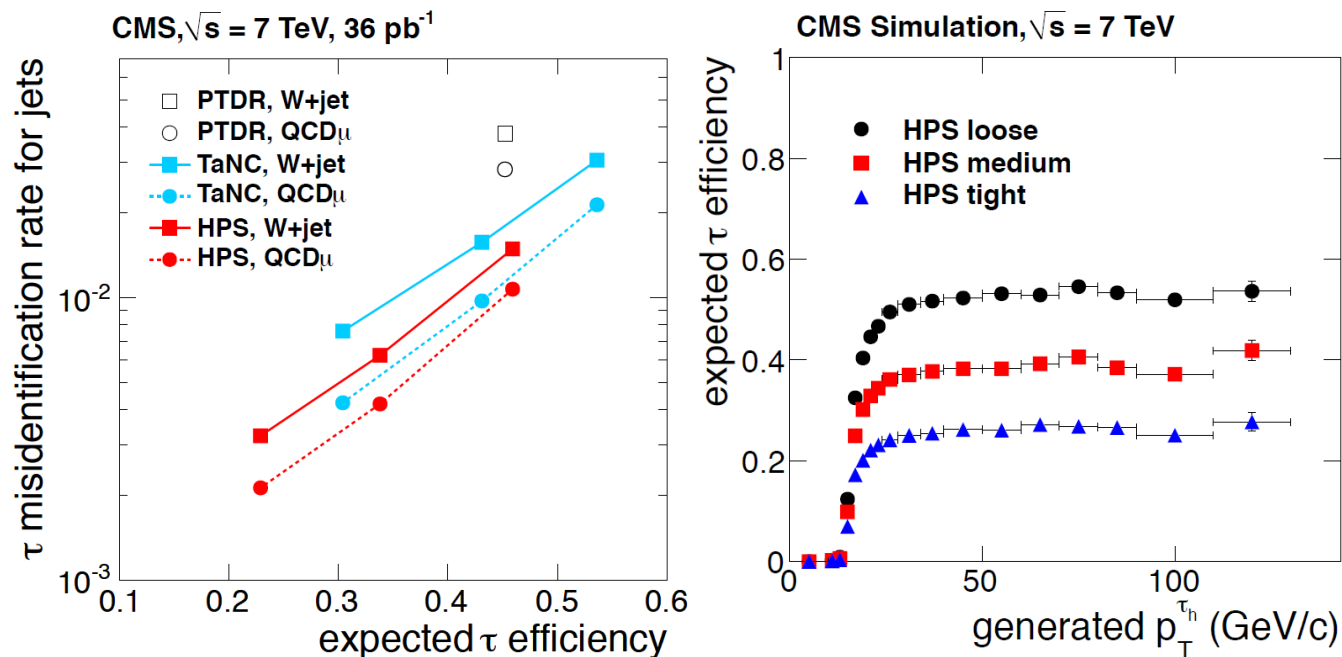 CMS, √s = 7 TeV, 36 pb⁻¹
τ misidentification rate for jets
PTDR, W+jet
PTDR, QCDμ
TaNC, W+jet
TaNC, QCDμ
HPS, W+jet
HPS, QCDμ
10⁻²
10⁻³
0.1 0.2 0.3 0.4 0.5 0.6
expected τ efficiency
CMS Simulation, √s = 7 TeV
expected τ efficiency
1
0.8
0.6
0.4
0.2
0
HPS loose
HPS medium
HPS tight
0 50 100
generated p_T^τ_h (GeV/c)